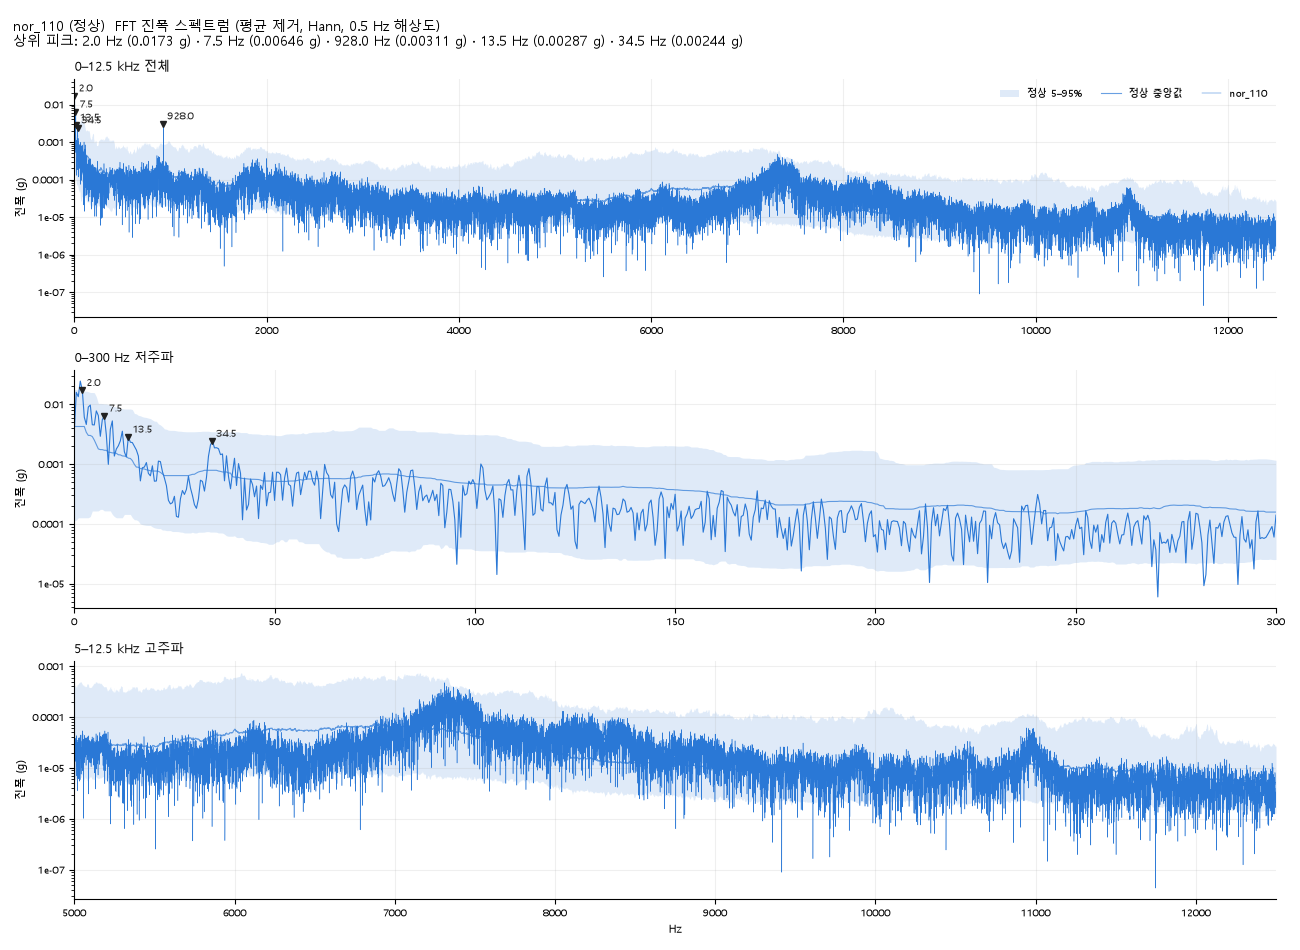 nor_110 (정상)  FFT 진폭 스펙트럼 (평균 제거, Hann, 0.5 Hz 해상도)
상위 피크: 2.0 Hz (0.0173 g) · 7.5 Hz (0.00646 g) · 928.0 Hz (0.00311 g) · 13.5 Hz (0.00287 g) · 34.5 Hz (0.00244 g)
0–12.5 kHz 전체
정상 5–95%
정상 중앙값
nor_110
2.0
7.5
13.5
34.5
928.0
진폭 (g)
0.01
0.001
0.0001
1e-05
1e-06
1e-07
0 2000 4000 6000 8000 10000 12000
0–300 Hz 저주파
2.0
7.5
13.5
34.5
진폭 (g)
0.01
0.001
0.0001
1e-05
0 50 100 150 200 250 300
5–12.5 kHz 고주파
진폭 (g)
0.001
0.0001
1e-05
1e-06
1e-07
5000 6000 7000 8000 9000 10000 11000 12000
Hz